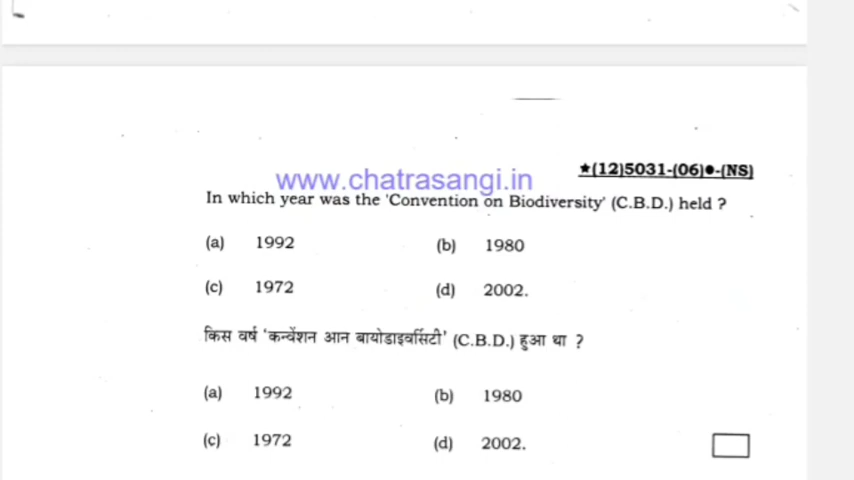 ★(12)5031-(06)●-(NS)
www.chatrasangi.in
In which year was the 'Convention on Biodiversity' (C.B.D.) held ?
(a) 1992 (b) 1980
(c) 1972 (d) 2002.
किस वर्ष 'कन्वेंशन आन बायोडाइवर्सिटी' (C.B.D.) हुआ था ?
(a) 1992 (b) 1980
(c) 1972 (d) 2002.